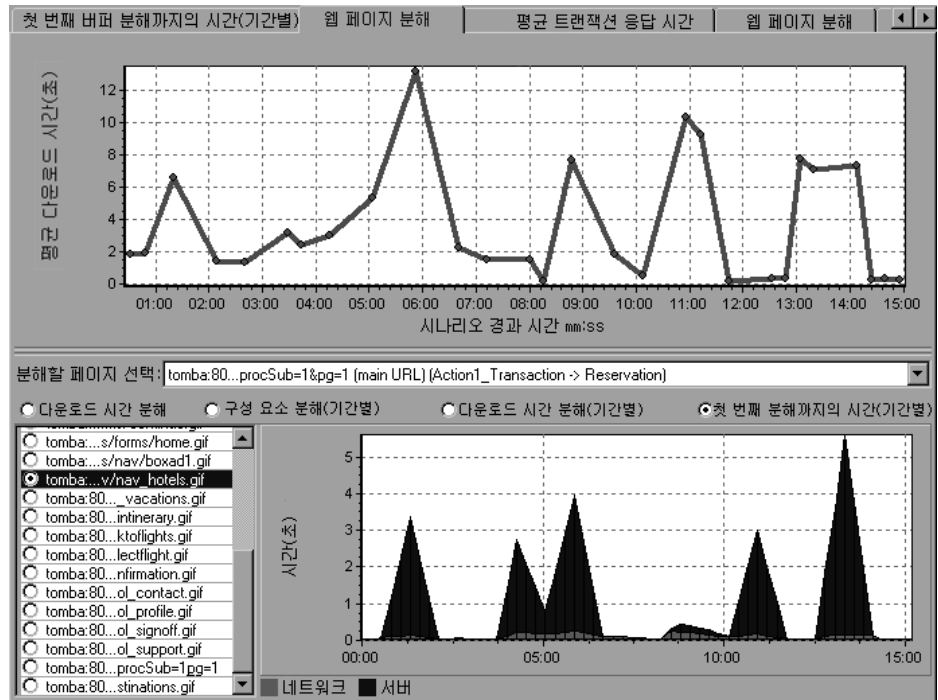 첫 번째 버퍼 분해까지의 시간(기간별) 웹 페이지 분해 평균 트랜잭션 응답 시간 웹 페이지 분해
평균 다운로드 시간(초)
12
10
8
6
4
2
0
01:00 02:00 03:00 04:00 05:00 06:00 07:00 08:00 09:00 10:00 11:00 12:00 13:00 14:00 15:00
시나리오 경과 시간 mm:ss
분해할 페이지 선택: tomba:80...procSub=1&pg=1 (main URL) (Action1_Transaction -> Reservation)
다운로드 시간 분해 구성 요소 분해(기간별) 다운로드 시간 분해(기간별) 첫 번째 분해까지의 시간(기간별)
tomba:...s/forms/home.gif
tomba:...s/nav/boxad1.gif
tomba:...v/nav_hotels.gif
tomba:80..._vacations.gif
tomba:80...intinerary.gif
tomba:80...ktoflights.gif
tomba:80...lectflight.gif
tomba:80...nfirmation.gif
tomba:80...ol_contact.gif
tomba:80...ol_profile.gif
tomba:80...ol_signoff.gif
tomba:80...ol_support.gif
tomba:80...procSub=1pg=1
tomba:80...stinations.gif
시간(초)
5
4
3
2
1
0
00:00 05:00 10:00 15:00
네트워크 서버